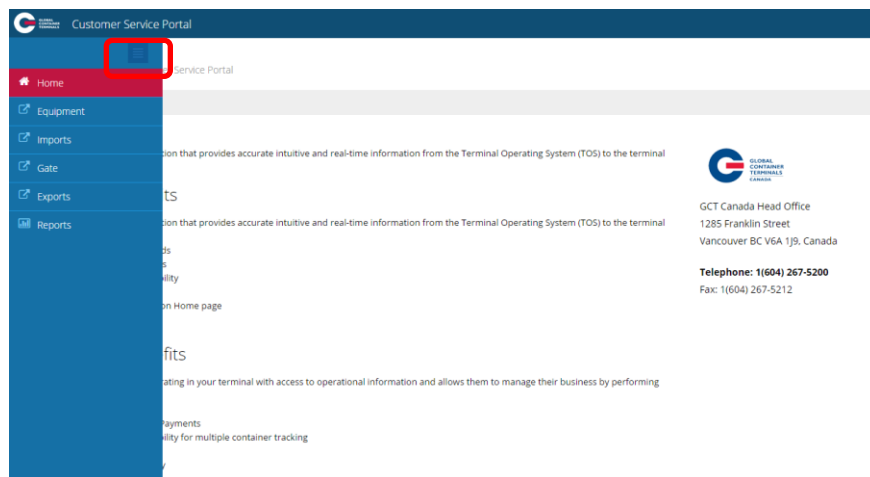 GLOBAL CONTAINER TERMINALS Customer Service Portal
Service Portal
Home
Equipment
Imports
Gate
Exports
Reports
that provides accurate intuitive and real-time information from the Terminal Operating System (TOS) to the terminal
ts
that provides accurate intuitive and real-time information from the Terminal Operating System (TOS) to the terminal
on Home page
fits
rating in your terminal with access to operational information and allows them to manage their business by performing
Payments
ility for multiple container tracking
GLOBAL
CONTAINER
TERMINALS
CANADA
GCT Canada Head Office
1285 Franklin Street
Vancouver BC V6A 1J9, Canada
Telephone: 1(604) 267-5200
Fax: 1(604) 267-5212